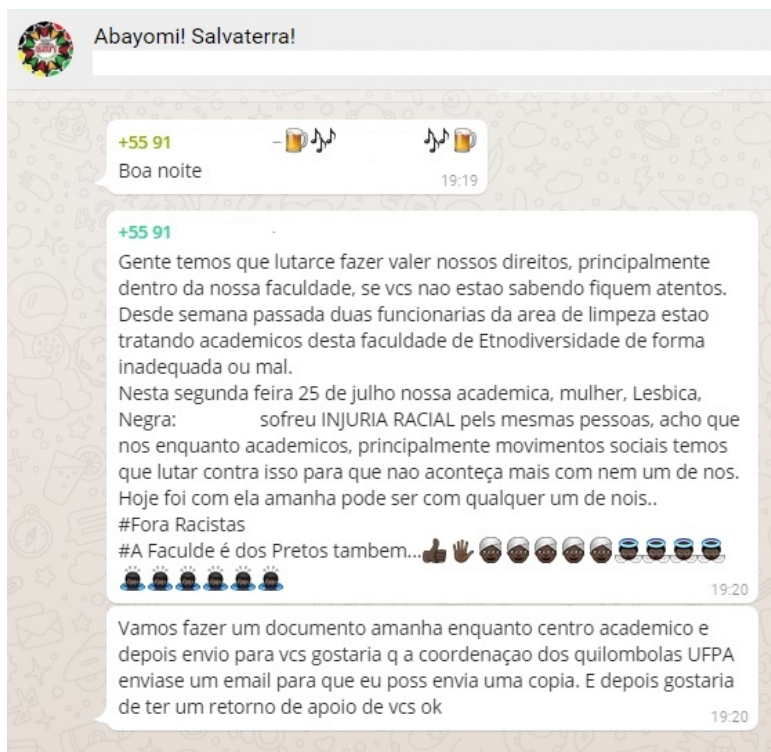 Abayomi! Salvaterra!
+55 91 –🍺🎶 🎶🍺
Boa noite
19:19
+55 91
Gente temos que lutarce fazer valer nossos direitos, principalmente
dentro da nossa faculdade, se vcs nao estao sabendo fiquem atentos.
Desde semana passada duas funcionarias da area de limpeza estao
tratando academicos desta faculdade de Etnodiversidade de forma
inadequada ou mal.
Nesta segunda feira 25 de julho nossa academica, mulher, Lesbica,
Negra: sofreu INJURIA RACIAL pels mesmas pessoas, acho que
nos enquanto academicos, principalmente movimentos sociais temos
que lutar contra isso para que nao aconteça mais com nem um de nos.
Hoje foi com ela amanha pode ser com qualquer um de nois..
#Fora Racistas
#A Faculde é dos Pretos tambem...
19:20
Vamos fazer um documento amanha enquanto centro academico e
depois envio para vcs gostaria q a coordenaçao dos quilombolas UFPA
enviase um email para que eu poss envia uma copia. E depois gostaria
de ter um retorno de apoio de vcs ok
19:20